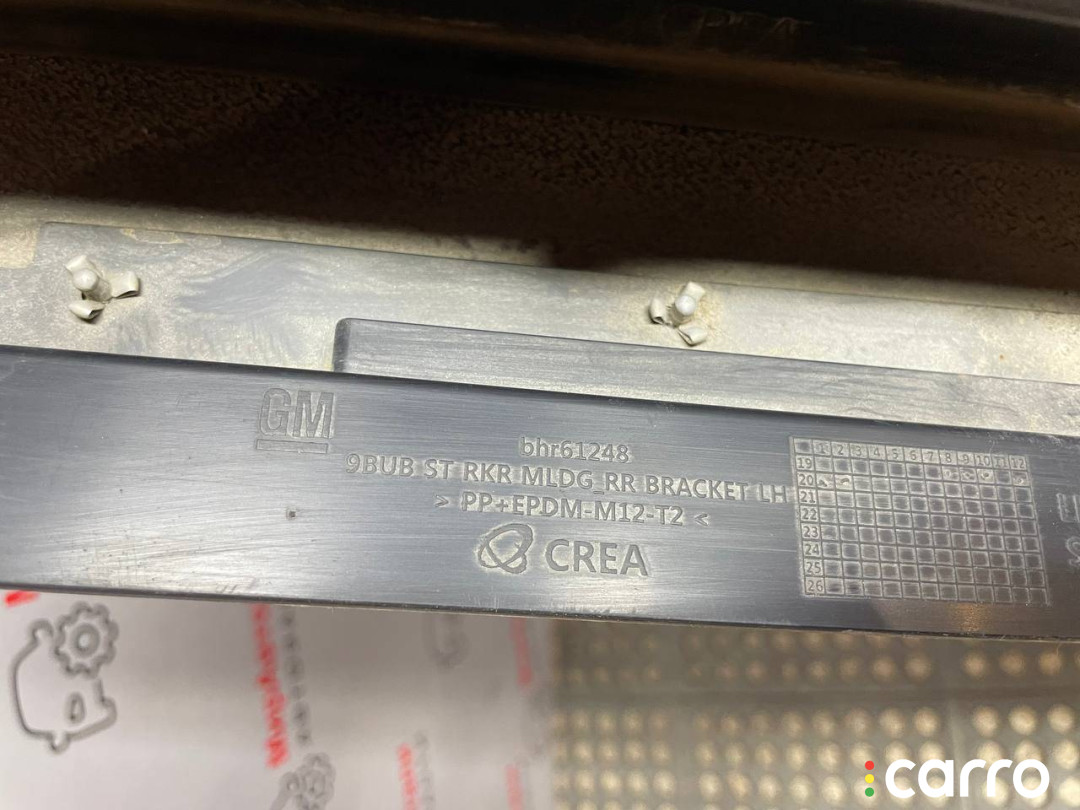 GM
bhr61248
9BUB ST RKR MLDG_RR BRACKET LH
> PP+EPDM-M12-T2 <
CREA
1 2 3 4 5 6 7 8 9 10 11 12
19
20
21
22
23
24
25
26
carro